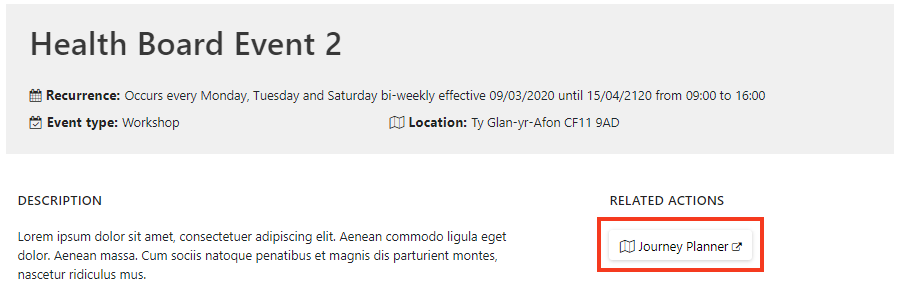 Health Board Event 2
Recurrence: Occurs every Monday, Tuesday and Saturday bi-weekly effective 09/03/2020 until 15/04/2120 from 09:00 to 16:00
Event type: Workshop
Location: Ty Glan-yr-Afon CF11 9AD
DESCRIPTION
Lorem ipsum dolor sit amet, consectetuer adipiscing elit. Aenean commodo ligula eget
dolor. Aenean massa. Cum sociis natoque penatibus et magnis dis parturient montes,
nascetur ridiculus mus.
RELATED ACTIONS
Journey Planner